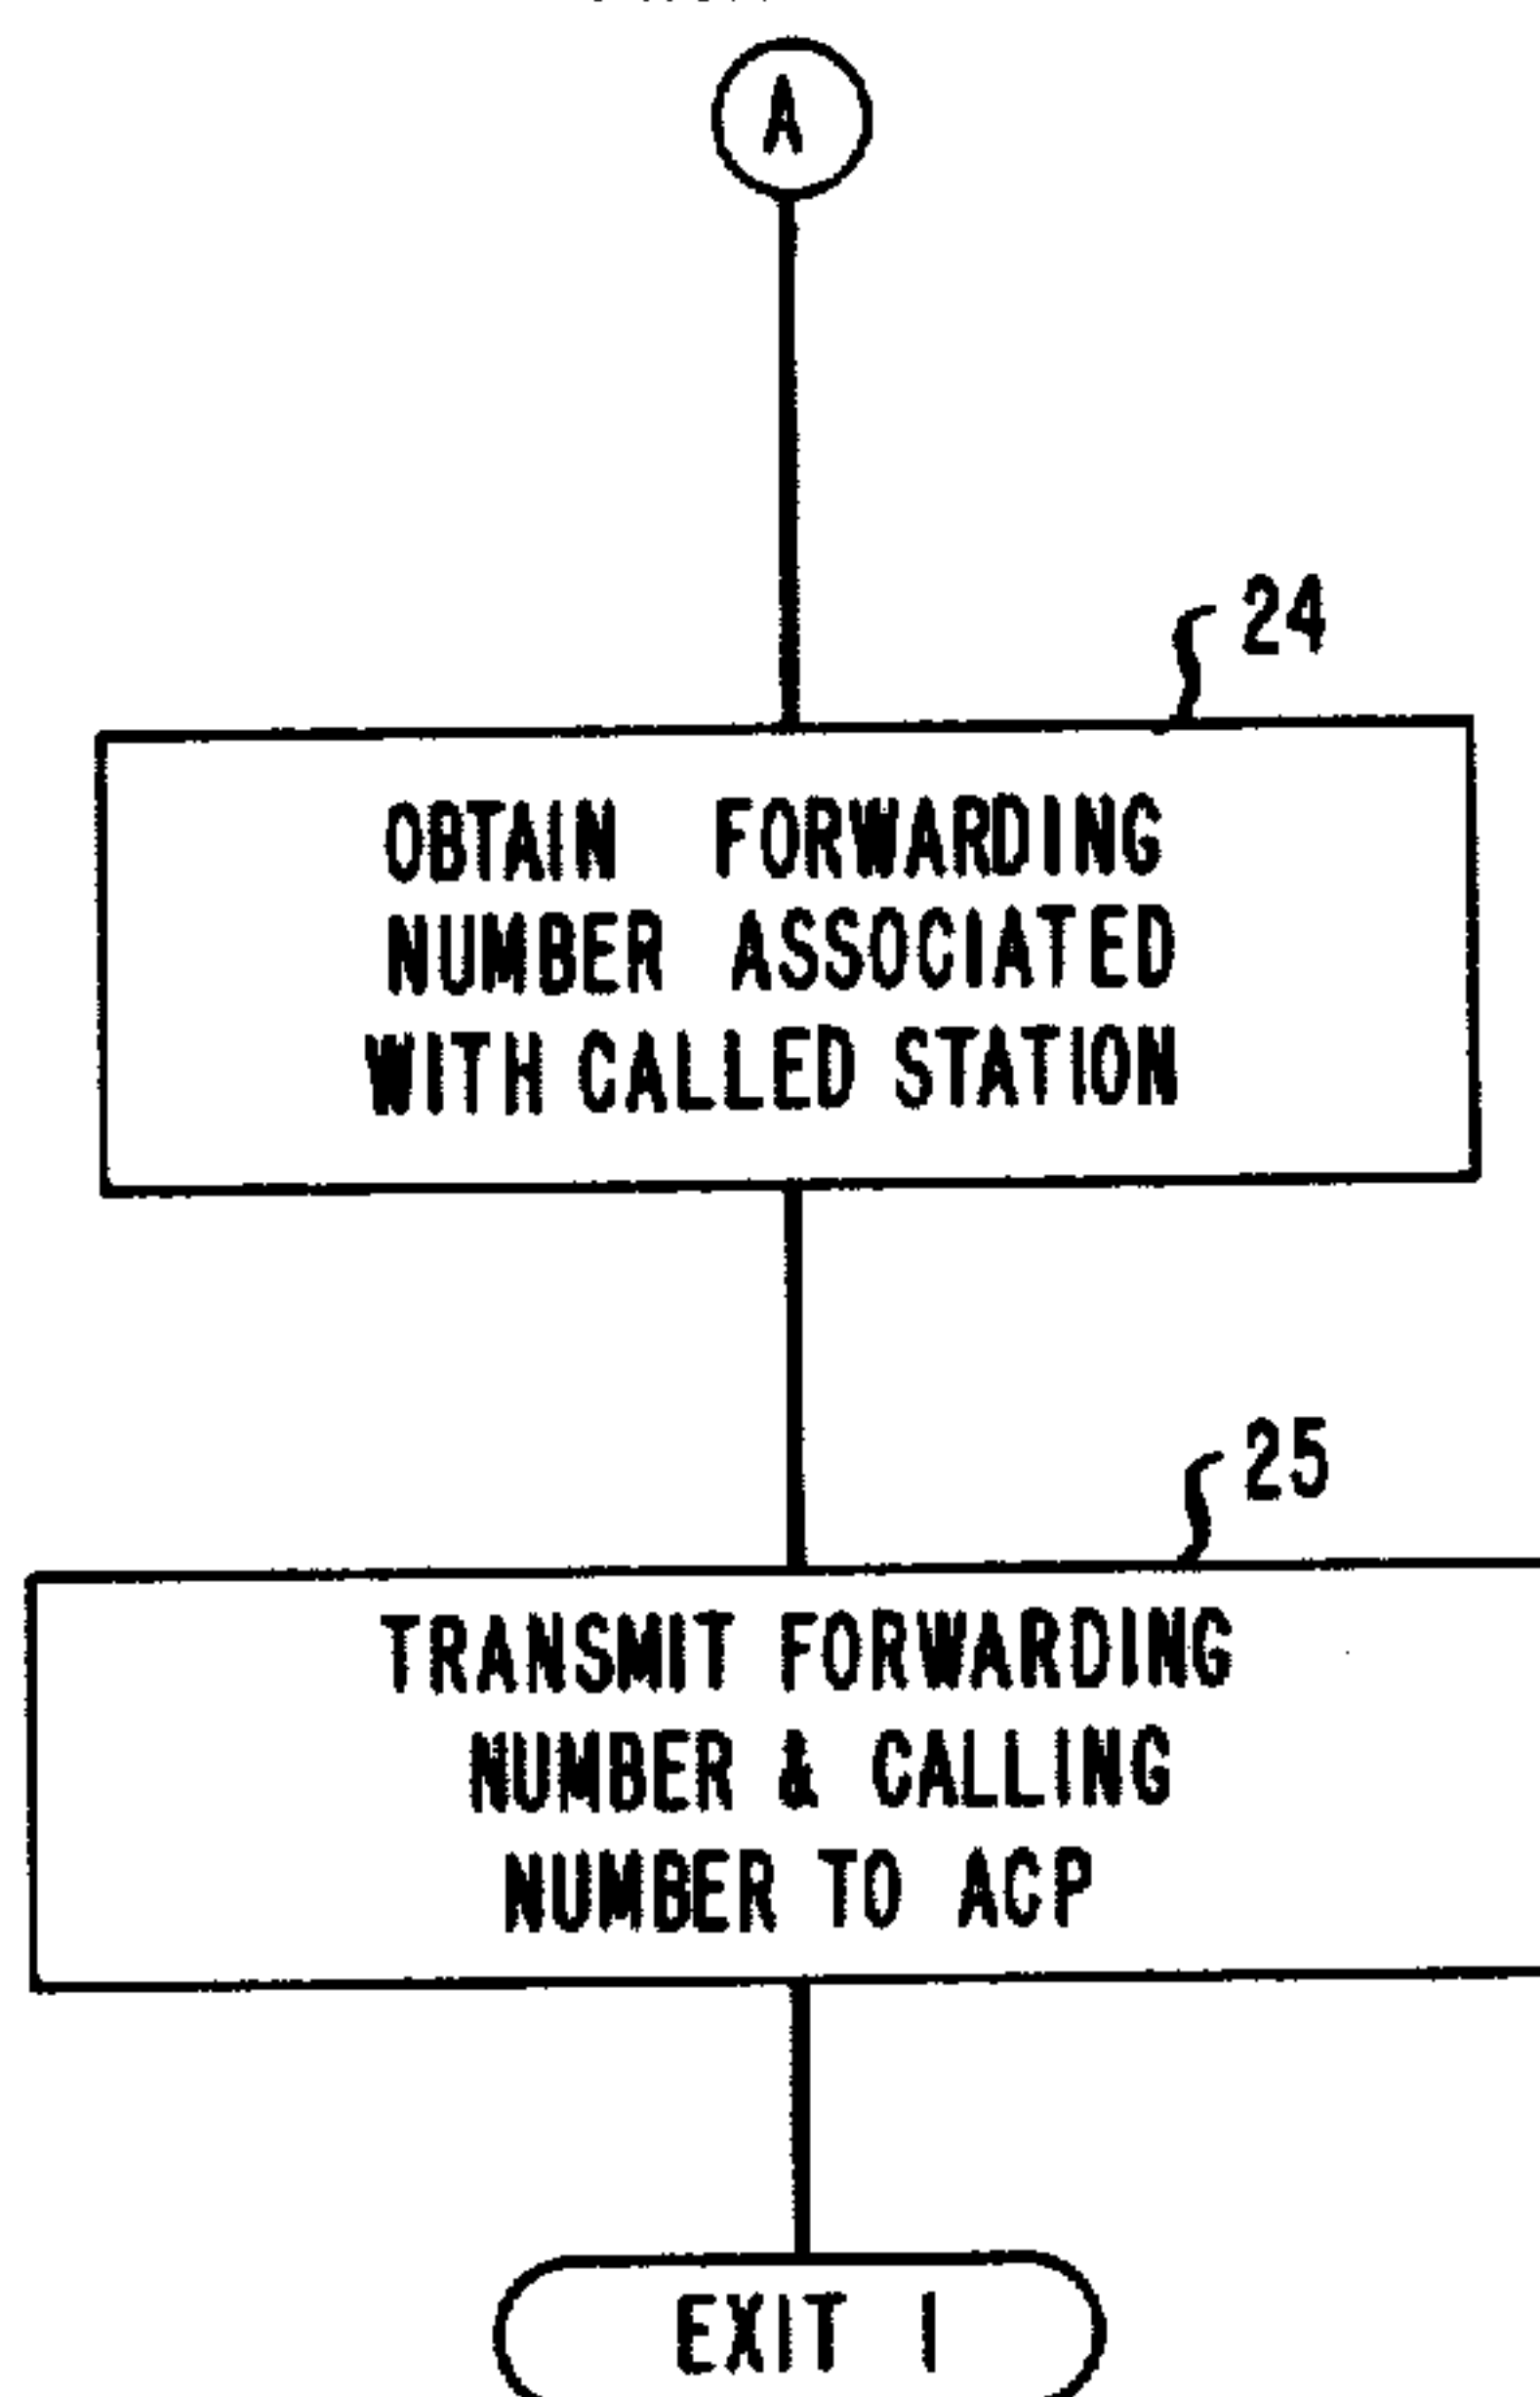 A
24
OBTAIN FORWARDING
NUMBER ASSOCIATED
WITH CALLED STATION
25
TRANSMIT FORWARDING
NUMBER & CALLING
NUMBER TO ACP
EXIT 1